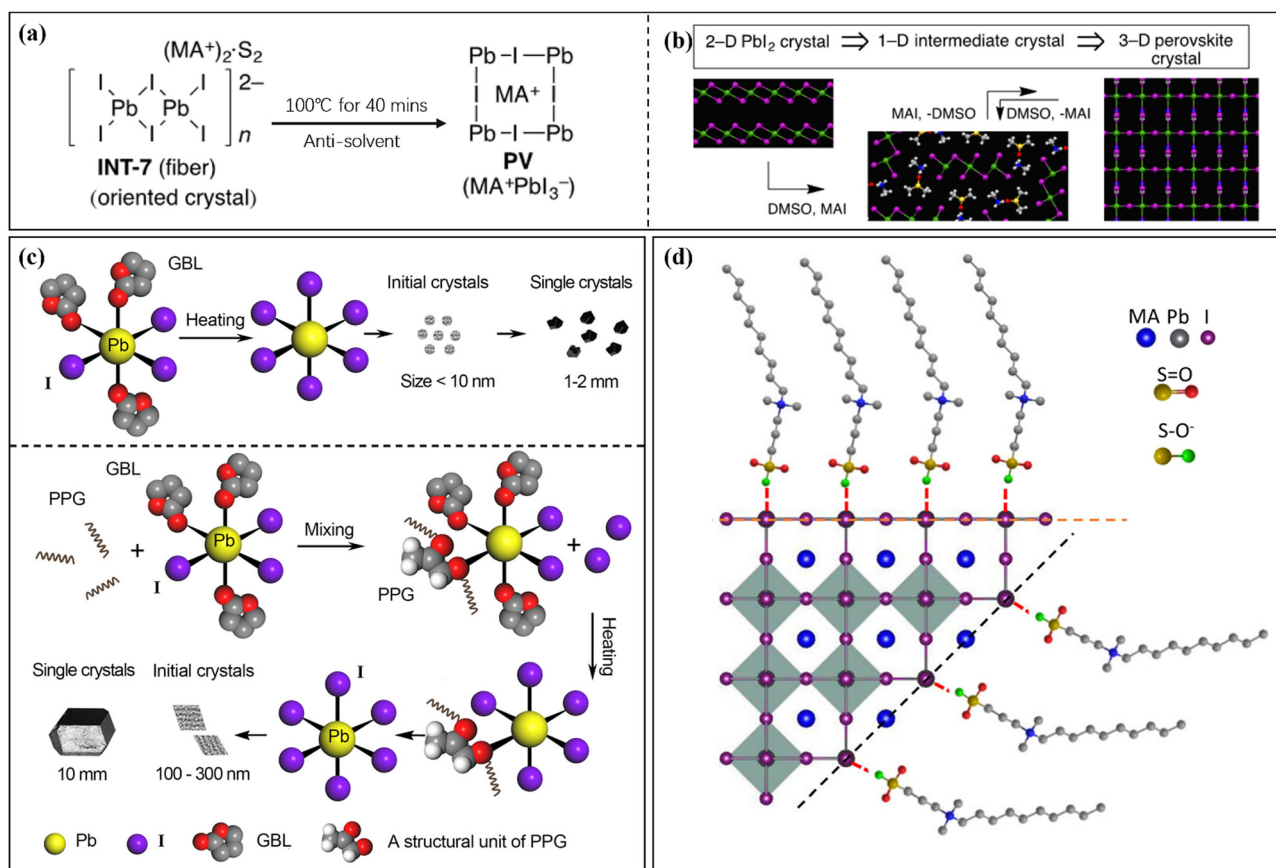 (a)
(MA⁺)₂·S₂
I I I 2–
Pb Pb
I I I n
INT-7 (fiber)
(oriented crystal)
100℃ for 40 mins
Anti-solvent
Pb — I — Pb
I MA⁺ I
Pb — I — Pb
PV
(MA⁺PbI₃⁻)
(b)
2–D PbI₂ crystal ⇒ 1–D intermediate crystal ⇒ 3–D perovskite
crystal
MAI, -DMSO
DMSO, -MAI
DMSO, MAI
(c)
GBL
Pb
I
Heating
Initial crystals
Size < 10 nm
Single crystals
1-2 mm
GBL
PPG
+
Pb
I
Mixing
PPG
+
Heating
I
Pb
Initial crystals
100 - 300 nm
Single crystals
10 mm
Pb I GBL A structural unit of PPG
(d)
MA Pb I
S=O
S-O⁻